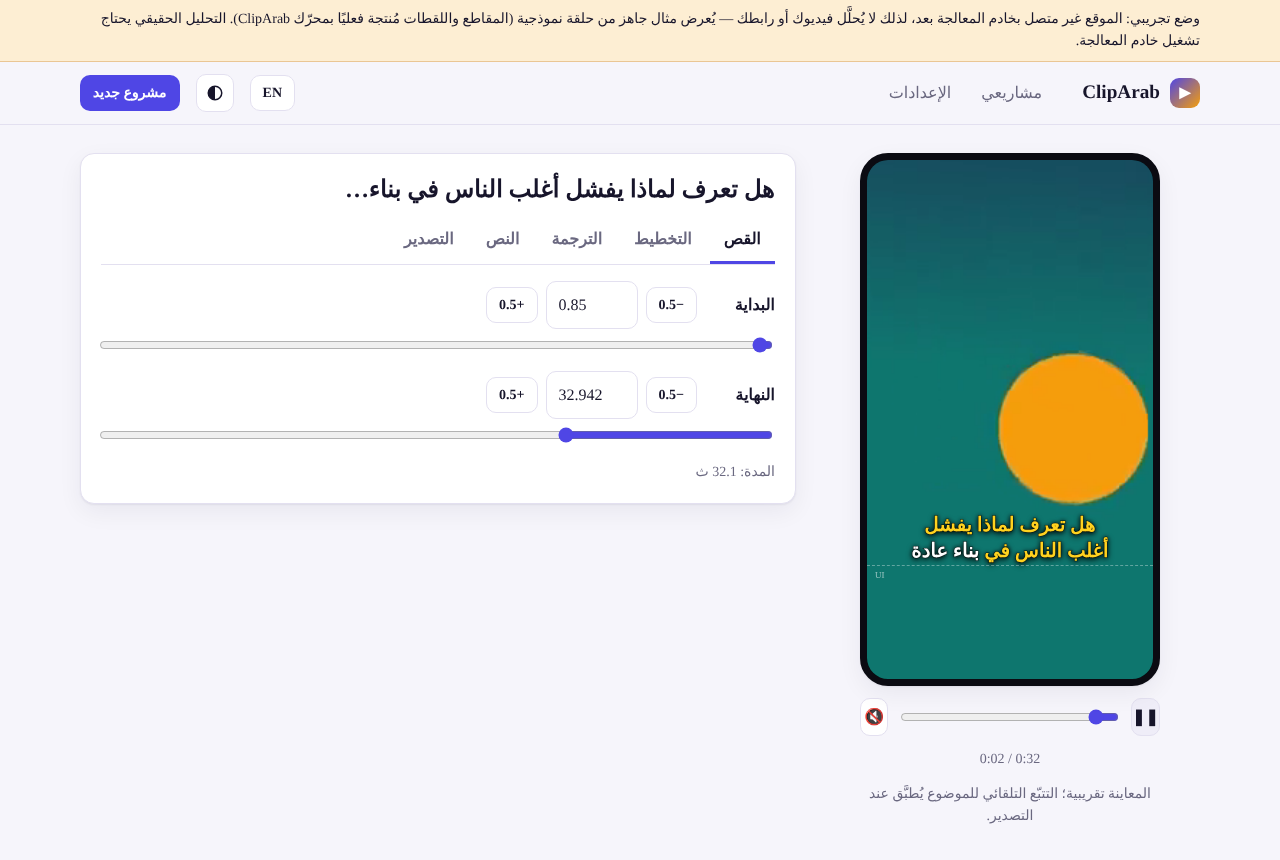 وضع تجريبي: الموقع غير متصل بخادم المعالجة بعد، لذلك لا يُحلَّل فيديوك أو رابطك — يُعرض مثال جاهز من حلقة نموذجية (المقاطع واللقطات مُنتجة فعليًا بمحرّك ClipArab). التحليل الحقيقي يحتاج
تشغيل خادم المعالجة.
ClipArab
مشاريعي
الإعدادات
EN
مشروع جديد
هل تعرف لماذا يفشل
أغلب الناس في بناء عادة
UI
0:02 / 0:32
المعاينة تقريبية؛ التتبّع التلقائي للموضوع يُطبَّق عند
التصدير.
هل تعرف لماذا يفشل أغلب الناس في بناء…
القص
التخطيط
الترجمة
النص
التصدير
البداية
−0.5
0.85
+0.5
النهاية
−0.5
32.942
+0.5
المدة: 32.1 ث